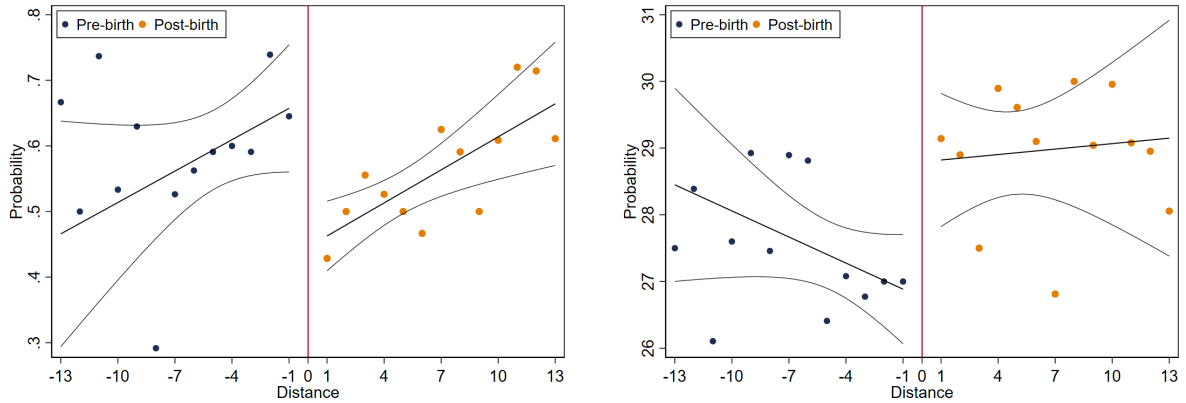 Pre-birth Post-birth
.8
.7
.6
.5
.4
.3
Probability
-13 -10 -7 -4 -1 0 1 4 7 10 13
Distance
Pre-birth Post-birth
31
30
29
28
27
26
Probability
-13 -10 -7 -4 -1 0 1 4 7 10 13
Distance